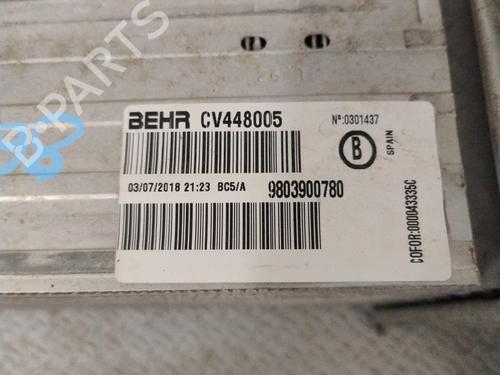 B-PARTS
BEHR CV448005
Nº:0301437
B
SPAIN
03/07/2018 21:23 BC5/A 9803900780
COFOR:000043335C